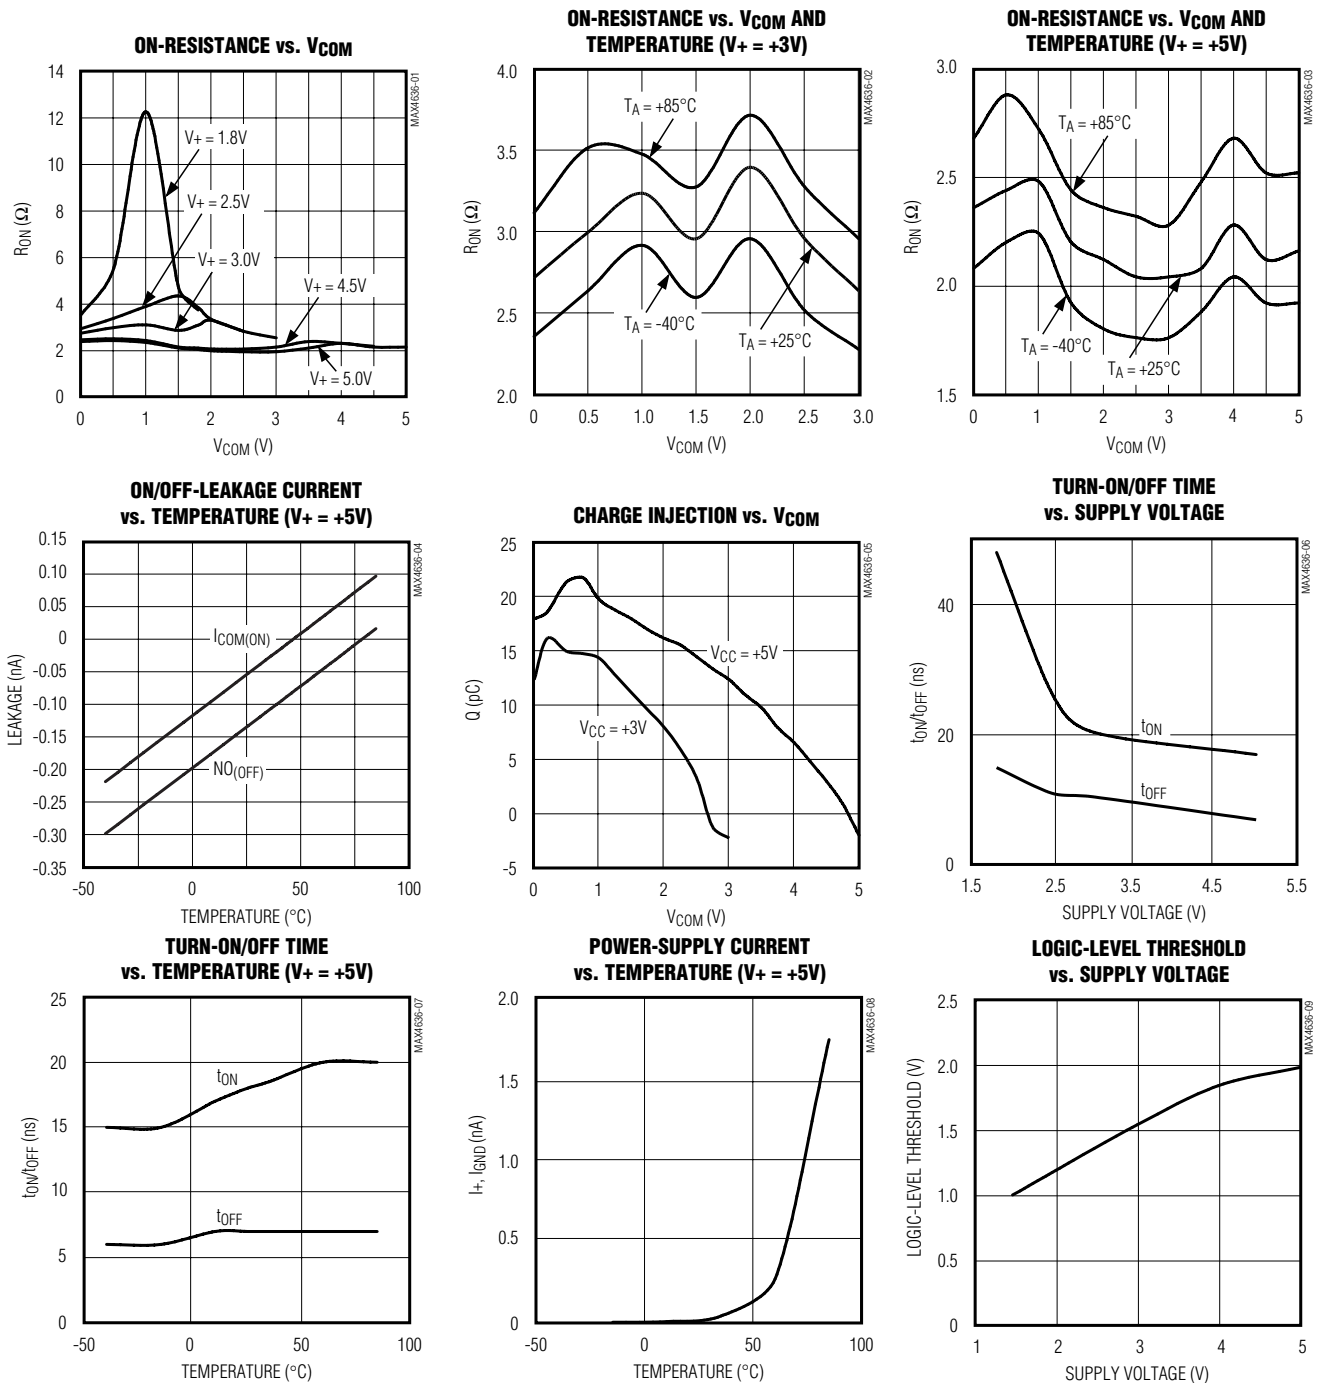 ON-RESISTANCE vs. VCOM
14
12
10
8
6
4
2
0
RON (Ω)
V+ = 1.8V
V+ = 2.5V
V+ = 3.0V
V+ = 4.5V
V+ = 5.0V
0 1 2 3 4 5
VCOM (V)
MAX4636-01
ON-RESISTANCE vs. VCOM AND
TEMPERATURE (V+ = +3V)
4.0
3.5
3.0
2.5
2.0
RON (Ω)
TA = +85°C
TA = -40°C
TA = +25°C
0 0.5 1.0 1.5 2.0 2.5 3.0
VCOM (V)
MAX4636-02
ON-RESISTANCE vs. VCOM AND
TEMPERATURE (V+ = +5V)
3.0
2.5
2.0
1.5
RON (Ω)
TA = +85°C
TA = -40°C
TA = +25°C
0 1 2 3 4 5
VCOM (V)
MAX4636-03
ON/OFF-LEAKAGE CURRENT
vs. TEMPERATURE (V+ = +5V)
0.15
0.10
0.05
0
-0.05
-0.10
-0.15
-0.20
-0.25
-0.30
-0.35
LEAKAGE (nA)
ICOM(ON)
NO(OFF)
-50 0 50 100
TEMPERATURE (°C)
MAX4636-04
CHARGE INJECTION vs. VCOM
25
20
15
10
5
0
-5
Q (pC)
VCC = +5V
VCC = +3V
0 1 2 3 4 5
VCOM (V)
MAX4636-05
TURN-ON/OFF TIME
vs. SUPPLY VOLTAGE
40
20
0
tON/tOFF (ns)
tON
tOFF
1.5 2.5 3.5 4.5 5.5
SUPPLY VOLTAGE (V)
MAX4636-06
TURN-ON/OFF TIME
vs. TEMPERATURE (V+ = +5V)
25
20
15
10
5
0
tON/tOFF (ns)
tON
tOFF
-50 0 50 100
TEMPERATURE (°C)
MAX4636-07
POWER-SUPPLY CURRENT
vs. TEMPERATURE (V+ = +5V)
2.0
1.5
1.0
0.5
0
I+, IGND (nA)
-50 0 50 100
TEMPERATURE (°C)
MAX4636-08
LOGIC-LEVEL THRESHOLD
vs. SUPPLY VOLTAGE
2.5
2.0
1.5
1.0
0.5
0
LOGIC-LEVEL THRESHOLD (V)
1 2 3 4 5
SUPPLY VOLTAGE (V)
MAX4636-09